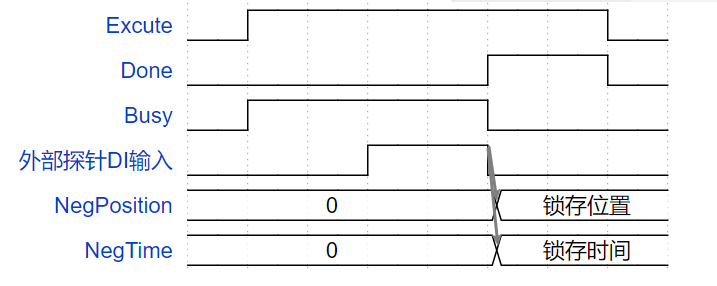 Excute
Done
Busy
外部探针DI输入
NegPosition 0 锁存位置
NegTime 0 锁存时间